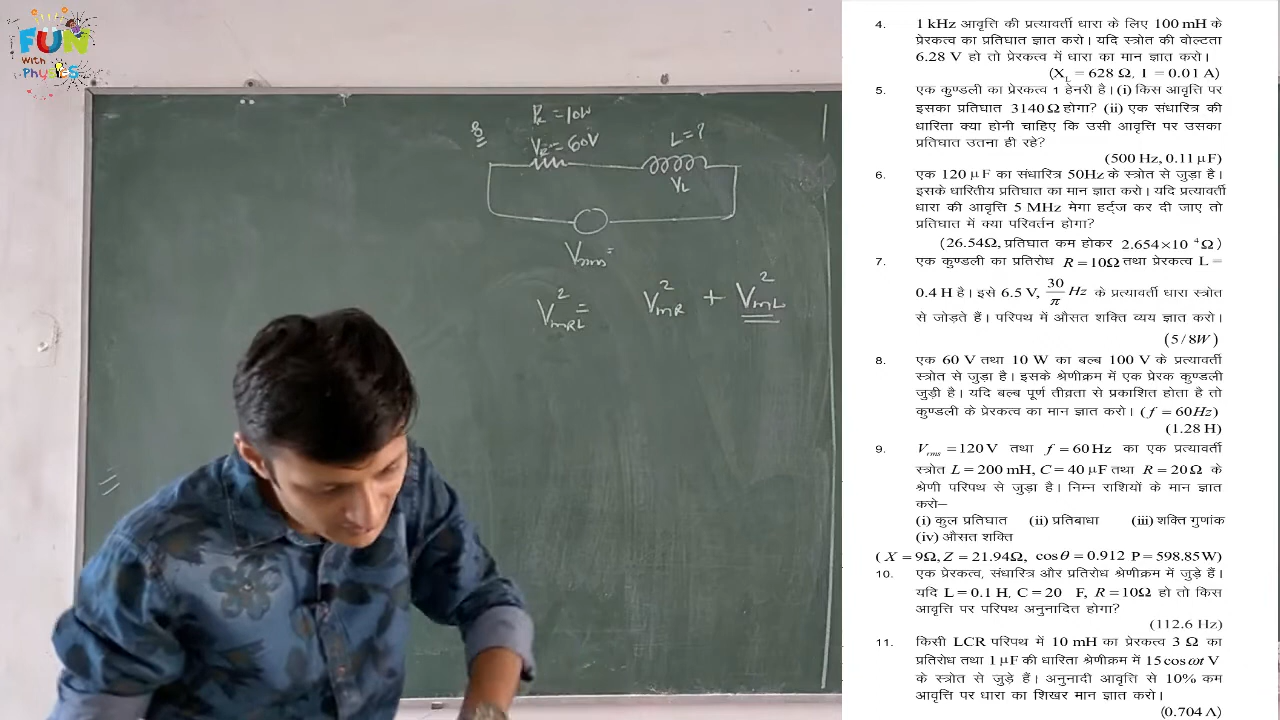 FUN
With
Physics
8
P_R = 10W
V_R = 60V
L = ?
V_L
V_rms =
V²_mRL = V²_mR + V²_mL
4. 1 kHz आवृत्ति की प्रत्यावर्ती धारा के लिए 100 mH के
प्रेरकत्व का प्रतिघात ज्ञात करो। यदि स्त्रोत की वोल्टता
6.28 V हो तो प्रेरकत्व में धारा का मान ज्ञात करो।
(X_L = 628 Ω, I = 0.01 A)
5. एक कुण्डली का प्रेरकत्व 1 हेनरी है। (i) किस आवृत्ति पर
इसका प्रतिघात 3140 Ω होगा? (ii) एक संधारित्र की
धारिता क्या होनी चाहिए कि उसी आवृत्ति पर उसका
प्रतिघात उतना ही रहे?
(500 Hz, 0.11 μF)
6. एक 120 μF का संधारित्र 50Hz के स्त्रोत से जुड़ा है।
इसके धारितीय प्रतिघात का मान ज्ञात करो। यदि प्रत्यावर्ती
धारा की आवृत्ति 5 MHz मेगा हर्ट्ज कर दी जाए तो
प्रतिघात में क्या परिवर्तन होगा?
(26.54Ω, प्रतिघात कम होकर 2.654×10 ⁴ Ω)
7. एक कुण्डली का प्रतिरोध R = 10Ω तथा प्रेरकत्व L =
0.4 H है। इसे 6.5 V, 30/π Hz के प्रत्यावर्ती धारा स्त्रोत
से जोड़ते हैं। परिपथ में औसत शक्ति व्यय ज्ञात करो।
(5 / 8W)
8. एक 60 V तथा 10 W का बल्ब 100 V के प्रत्यावर्ती
स्त्रोत से जुड़ा है। इसके श्रेणीक्रम में एक प्रेरक कुण्डली
जुड़ी है। यदि बल्ब पूर्ण तीव्रता से प्रकाशित होता है तो
कुण्डली के प्रेरकत्व का मान ज्ञात करो। ( f = 60Hz)
(1.28 H)
9. V_rms = 120 V तथा f = 60 Hz का एक प्रत्यावर्ती
स्त्रोत L = 200 mH, C = 40 μF तथा R = 20 Ω के
श्रेणी परिपथ से जुड़ा है। निम्न राशियों के मान ज्ञात
करो–
(i) कुल प्रतिघात (ii) प्रतिबाधा (iii) शक्ति गुणांक
(iv) औसत शक्ति
( X = 9Ω, Z = 21.94Ω, cos θ = 0.912 P = 598.85W)
10. एक प्रेरकत्व, संधारित्र और प्रतिरोध श्रेणीक्रम में जुड़े हैं।
यदि L = 0.1 H, C = 20 F, R = 10Ω हो तो किस
आवृत्ति पर परिपथ अनुनादित होगा?
(112.6 Hz)
11. किसी LCR परिपथ में 10 mH का प्रेरकत्व 3 Ω का
प्रतिरोध तथा 1 μF की धारिता श्रेणीक्रम में 15 cos ωt V
के स्त्रोत से जुड़े हैं। अनुनादी आवृत्ति से 10% कम
आवृत्ति पर धारा का शिखर मान ज्ञात करो।
(0.704 A)